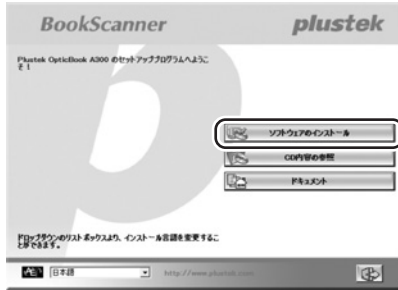 BookScanner
plustek
Plustek OpticBook A300 のセットアッププログラムへようこ
そ！
ソフトウェアのインストール
CD内容の参照
ドキュメント
ドロップダウンのリスト ボックスより、インストール言語を変更するこ
とができます。
日本語
http://www.plustek.com